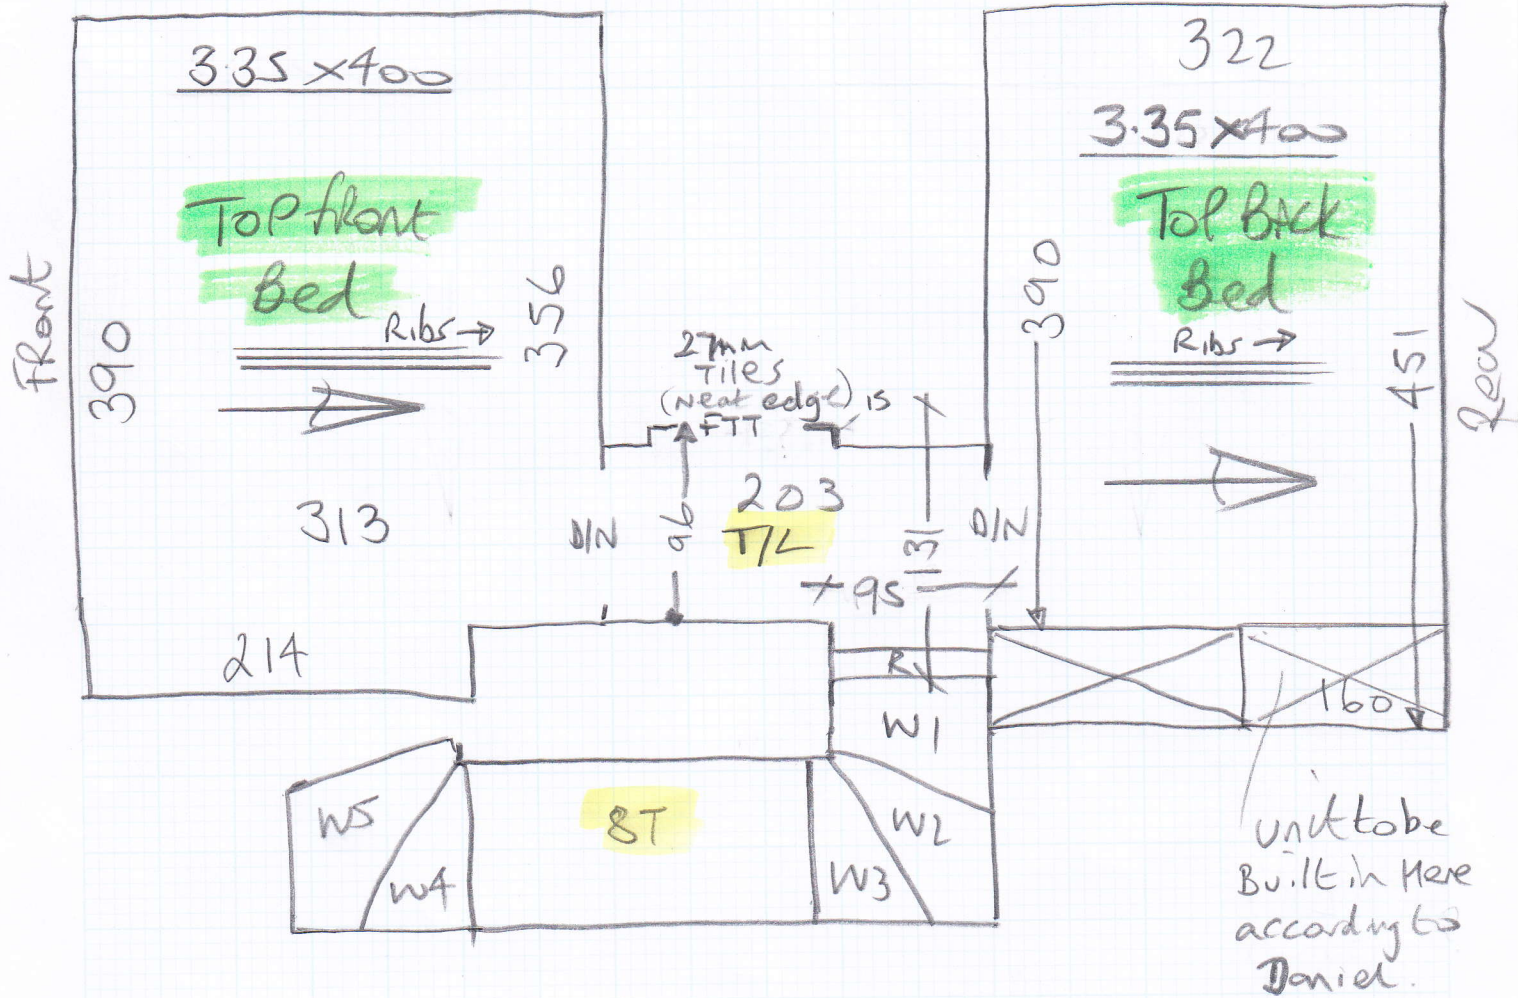 3.35 x 400
Top front
Bed
Ribs →
Front
390
356
313
214
27mm
Tiles
(Neat edge) is
FTT
203
T/L
D/N
96
131
D/N
95
R
W1
W2
W3
8T
W4
W5
322
3.35 x 400
Top Back
Bed
Ribs →
390
451
Rear
160
unit to be
Built in Here
according to
Daniel.